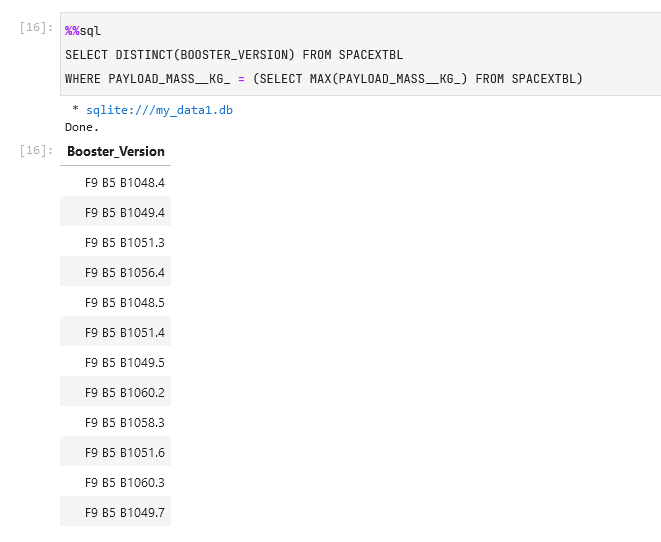 [16]: %%sql
SELECT DISTINCT(BOOSTER_VERSION) FROM SPACEXTBL
WHERE PAYLOAD_MASS__KG_ = (SELECT MAX(PAYLOAD_MASS__KG_) FROM SPACEXTBL)
* sqlite:///my_data1.db
Done.
[16]: Booster_Version
F9 B5 B1048.4
F9 B5 B1049.4
F9 B5 B1051.3
F9 B5 B1056.4
F9 B5 B1048.5
F9 B5 B1051.4
F9 B5 B1049.5
F9 B5 B1060.2
F9 B5 B1058.3
F9 B5 B1051.6
F9 B5 B1060.3
F9 B5 B1049.7